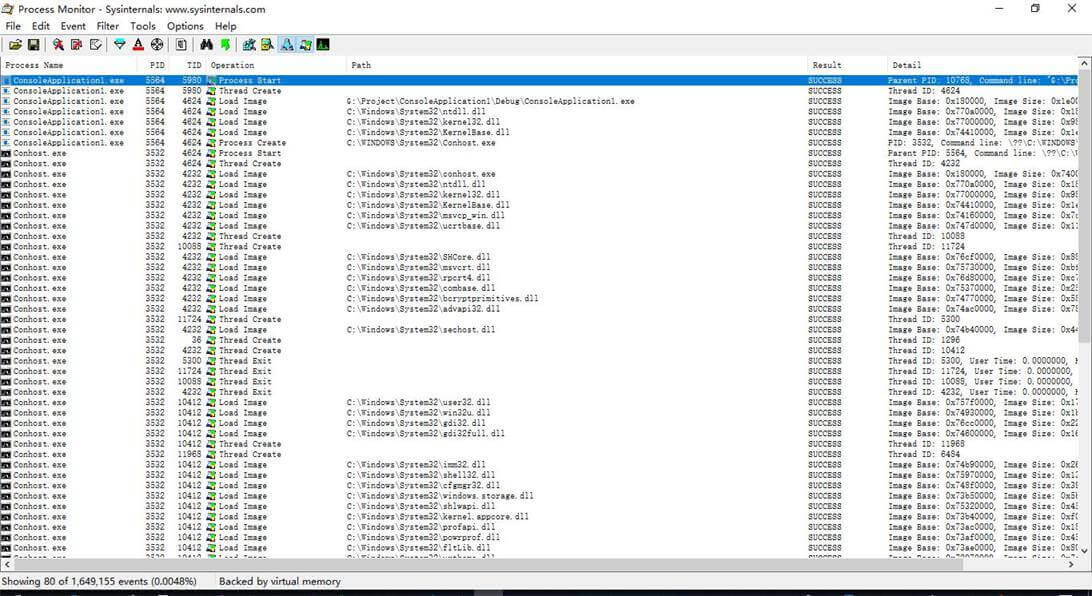 Process Monitor - Sysinternals: www.sysinternals.com
File Edit Event Filter Tools Options Help
Process Name PID TID Operation Path Result Detail
ConsoleApplication1.exe 5564 5980 Process Start SUCCESS Parent PID: 10768, Command line: "G:\Pro
ConsoleApplication1.exe 5564 5980 Thread Create SUCCESS Thread ID: 4624
ConsoleApplication1.exe 5564 4624 Load Image G:\Project\ConsoleApplication1\Debug\ConsoleApplication1.exe SUCCESS Image Base: 0x180000, Image Size: 0x1e00
ConsoleApplication1.exe 5564 4624 Load Image C:\Windows\System32\ntdll.dll SUCCESS Image Base: 0x770a0000, Image Size: 0x18
ConsoleApplication1.exe 5564 4624 Load Image C:\Windows\System32\kernel32.dll SUCCESS Image Base: 0x77000000, Image Size: 0x95
ConsoleApplication1.exe 5564 4624 Load Image C:\Windows\System32\KernelBase.dll SUCCESS Image Base: 0x74410000, Image Size: 0x1e
ConsoleApplication1.exe 5564 4624 Process Create C:\WINDOWS\System32\Conhost.exe SUCCESS PID: 3532, Command line: \??\C:\WINDOWS
Conhost.exe 3532 4624 Process Start SUCCESS Parent PID: 5564, Command line: \??\C:\
Conhost.exe 3532 4624 Thread Create SUCCESS Thread ID: 4232
Conhost.exe 3532 4232 Load Image C:\Windows\System32\conhost.exe SUCCESS Image Base: 0x180000, Image Size: 0x7400
Conhost.exe 3532 4232 Load Image C:\Windows\System32\ntdll.dll SUCCESS Image Base: 0x770a0000, Image Size: 0x18
Conhost.exe 3532 4232 Load Image C:\Windows\System32\kernel32.dll SUCCESS Image Base: 0x77000000, Image Size: 0x95
Conhost.exe 3532 4232 Load Image C:\Windows\System32\KernelBase.dll SUCCESS Image Base: 0x74410000, Image Size: 0x1e
Conhost.exe 3532 4232 Load Image C:\Windows\System32\msvcp_win.dll SUCCESS Image Base: 0x74160000, Image Size: 0x7c
Conhost.exe 3532 4232 Load Image C:\Windows\System32\ucrtbase.dll SUCCESS Image Base: 0x747d0000, Image Size: 0x11
Conhost.exe 3532 4232 Thread Create SUCCESS Thread ID: 10088
Conhost.exe 3532 10088 Thread Create SUCCESS Thread ID: 11724
Conhost.exe 3532 4232 Load Image C:\Windows\System32\SHCore.dll SUCCESS Image Base: 0x76cf0000, Image Size: 0x88
Conhost.exe 3532 4232 Load Image C:\Windows\System32\msvcrt.dll SUCCESS Image Base: 0x75730000, Image Size:
Conhost.exe 3532 4232 Load Image C:\Windows\System32\rpcrt4.dll SUCCESS Image Base: 0x76d80000, Image Size:
Conhost.exe 3532 4232 Load Image C:\Windows\System32\combase.dll SUCCESS Image Base: 0x75370000, Image Size: 0x25
Conhost.exe 3532 4232 Load Image C:\Windows\System32\bcryptprimitives.dll SUCCESS Image Base: 0x74770000, Image Size:
Conhost.exe 3532 4232 Load Image C:\Windows\System32\advapi32.dll SUCCESS Image Base: 0x74ac0000, Image Size: 0x78
Conhost.exe 3532 11724 Thread Create SUCCESS Thread ID: 5300
Conhost.exe 3532 4232 Load Image C:\Windows\System32\sechost.dll SUCCESS Image Base: 0x74b40000, Image Size: 0x44
Conhost.exe 3532 36 Thread Create SUCCESS Thread ID: 1296
Conhost.exe 3532 4232 Thread Create SUCCESS Thread ID: 10412
Conhost.exe 3532 5300 Thread Exit SUCCESS Thread ID: 5300, User Time: 0.0000000,
Conhost.exe 3532 11724 Thread Exit SUCCESS Thread ID: 11724, User Time: 0.0000000,
Conhost.exe 3532 10088 Thread Exit SUCCESS Thread ID: 10088, User Time: 0.0000000,
Conhost.exe 3532 4232 Thread Exit SUCCESS Thread ID: 4232, User Time: 0.0000000,
Conhost.exe 3532 10412 Load Image C:\Windows\System32\user32.dll SUCCESS Image Base: 0x757f0000, Image Size: 0x17
Conhost.exe 3532 10412 Load Image C:\Windows\System32\win32u.dll SUCCESS Image Base: 0x74930000, Image Size:
Conhost.exe 3532 10412 Load Image C:\Windows\System32\gdi32.dll SUCCESS Image Base: 0x76cc0000, Image Size: 0x22
Conhost.exe 3532 10412 Load Image C:\Windows\System32\gdi32full.dll SUCCESS Image Base: 0x74600000, Image Size: 0x16
Conhost.exe 3532 10412 Thread Create SUCCESS Thread ID: 11968
Conhost.exe 3532 11968 Thread Create SUCCESS Thread ID: 6484
Conhost.exe 3532 10412 Load Image C:\Windows\System32\imm32.dll SUCCESS Image Base: 0x74b90000, Image Size:
Conhost.exe 3532 10412 Load Image C:\Windows\System32\shell32.dll SUCCESS Image Base: 0x75970000, Image Size:
Conhost.exe 3532 10412 Load Image C:\Windows\System32\cfgmgr32.dll SUCCESS Image Base: 0x748f0000, Image Size:
Conhost.exe 3532 10412 Load Image C:\Windows\System32\windows.storage.dll SUCCESS Image Base: 0x73b50000, Image Size:
Conhost.exe 3532 10412 Load Image C:\Windows\System32\shlwapi.dll SUCCESS Image Base: 0x75320000, Image Size:
Conhost.exe 3532 10412 Load Image C:\Windows\System32\kernel.appcore.dll SUCCESS Image Base: 0x73b40000, Image Size:
Conhost.exe 3532 10412 Load Image C:\Windows\System32\profapi.dll SUCCESS Image Base: 0x73ac0000, Image Size:
Conhost.exe 3532 10412 Load Image C:\Windows\System32\powrprof.dll SUCCESS Image Base: 0x73af0000, Image Size:
Conhost.exe 3532 10412 Load Image C:\Windows\System32\fltLib.dll SUCCESS Image Base: 0x73ae0000, Image Size:
Showing 80 of 1,649,155 events (0.0048%) Backed by virtual memory